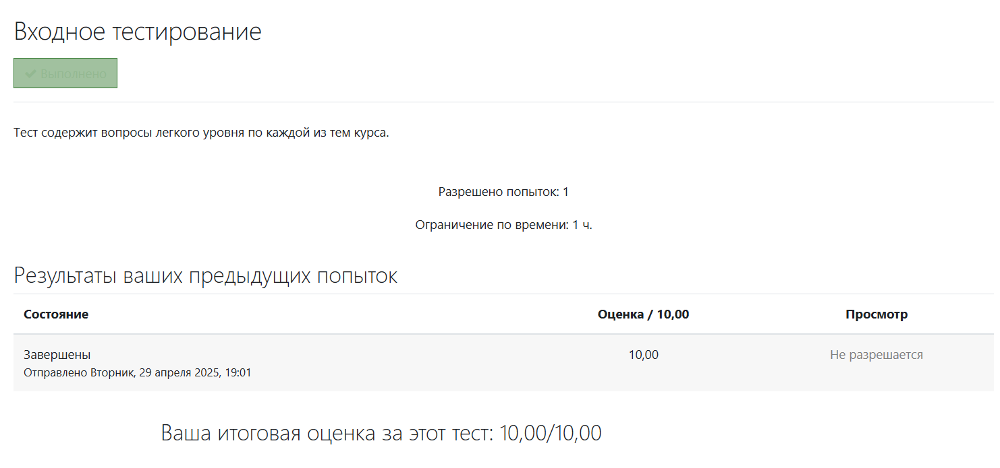 Входное тестирование
Выполнено
Тест содержит вопросы легкого уровня по каждой из тем курса.
Разрешено попыток: 1
Ограничение по времени: 1 ч.
Результаты ваших предыдущих попыток
Состояние Оценка / 10,00 Просмотр
Завершены 10,00 Не разрешается
Отправлено Вторник, 29 апреля 2025, 19:01
Ваша итоговая оценка за этот тест: 10,00/10,00